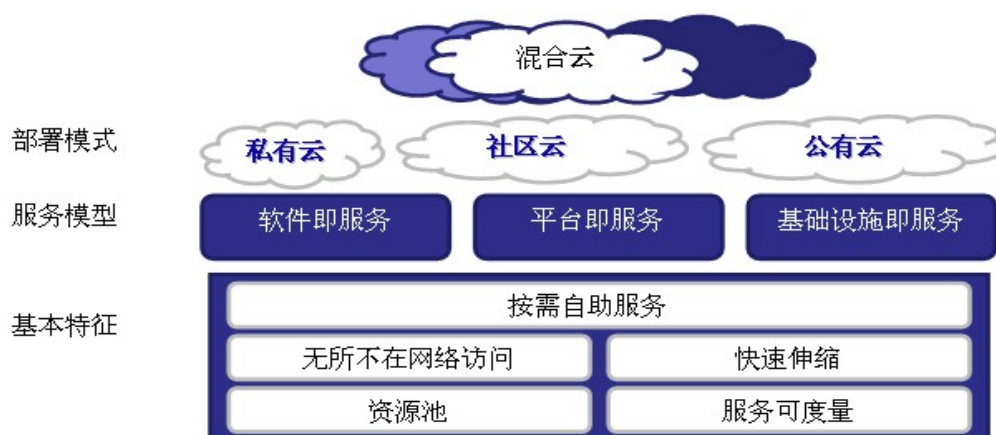 混合云
部署模式
私有云
社区云
公有云
服务模型
软件即服务
平台即服务
基础设施即服务
基本特征
按需自助服务
无所不在网络访问
快速伸缩
资源池
服务可度量